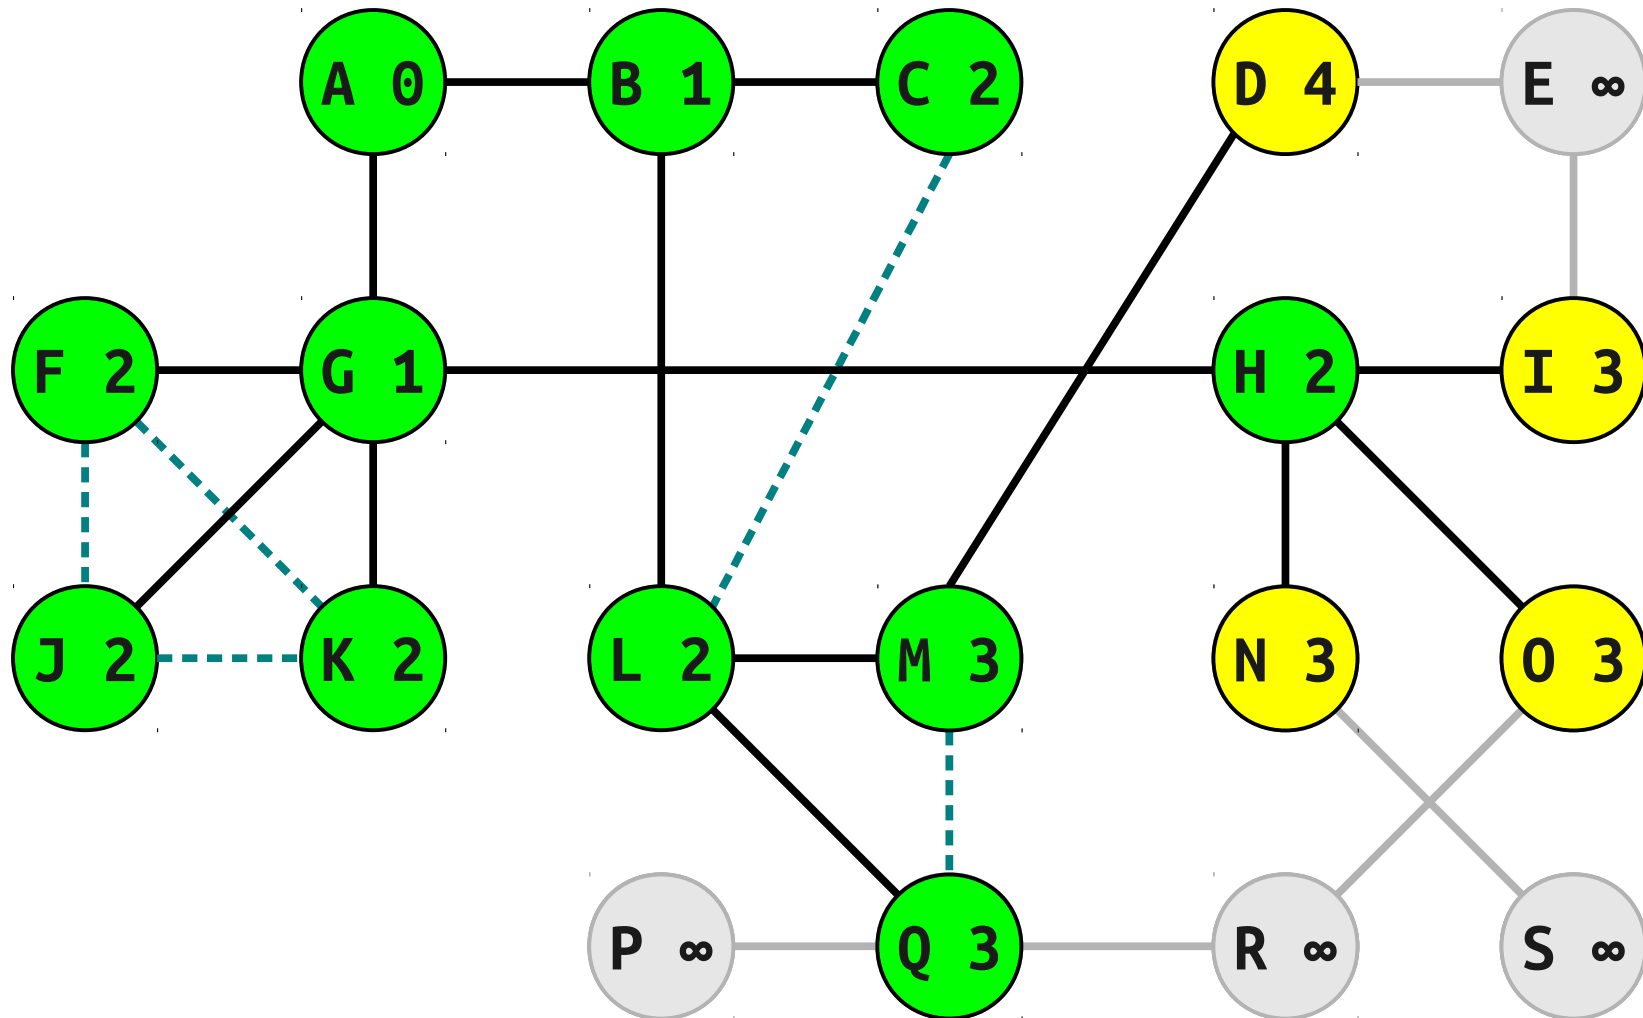 A 0
B 1
C 2
D 4
E ∞
F 2
G 1
H 2
I 3
J 2
K 2
L 2
M 3
N 3
O 3
P ∞
Q 3
R ∞
S ∞